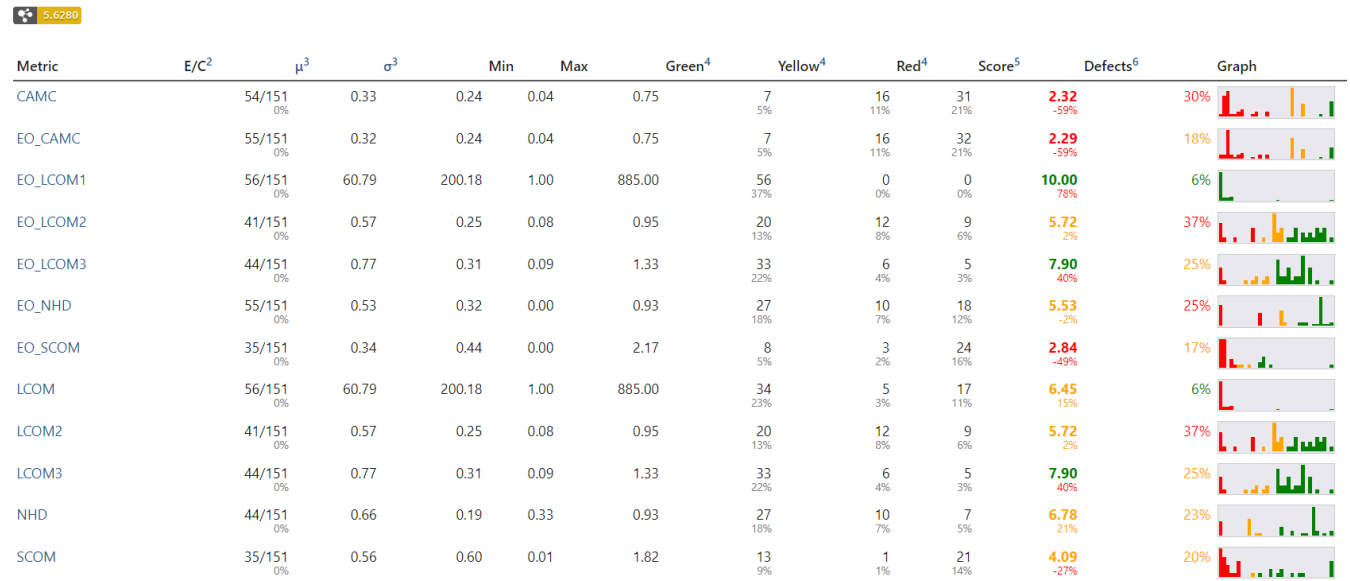 5.6280
Metric E/C2 μ3 σ3 Min Max Green4 Yellow4 Red4 Score5 Defects6 Graph
CAMC 54/151 0.33 0.24 0.04 0.75 7 16 31 2.32 30%
0% 5% 11% 21% -59%
EO_CAMC 55/151 0.32 0.24 0.04 0.75 7 16 32 2.29 18%
0% 5% 11% 21% -59%
EO_LCOM1 56/151 60.79 200.18 1.00 885.00 56 0 0 10.00 6%
0% 37% 0% 0% 78%
EO_LCOM2 41/151 0.57 0.25 0.08 0.95 20 12 9 5.72 37%
0% 13% 8% 6% 2%
EO_LCOM3 44/151 0.77 0.31 0.09 1.33 33 6 5 7.90 25%
0% 22% 4% 3% 40%
EO_NHD 55/151 0.53 0.32 0.00 0.93 27 10 18 5.53 25%
0% 18% 7% 12% -2%
EO_SCOM 35/151 0.34 0.44 0.00 2.17 8 3 24 2.84 17%
0% 5% 2% 16% -49%
LCOM 56/151 60.79 200.18 1.00 885.00 34 5 17 6.45 6%
0% 23% 3% 11% 15%
LCOM2 41/151 0.57 0.25 0.08 0.95 20 12 9 5.72 37%
0% 13% 8% 6% 2%
LCOM3 44/151 0.77 0.31 0.09 1.33 33 6 5 7.90 25%
0% 22% 4% 3% 40%
NHD 44/151 0.66 0.19 0.33 0.93 27 10 7 6.78 23%
0% 18% 7% 5% 21%
SCOM 35/151 0.56 0.60 0.01 1.82 13 1 21 4.09 20%
0% 9% 1% 14% -27%